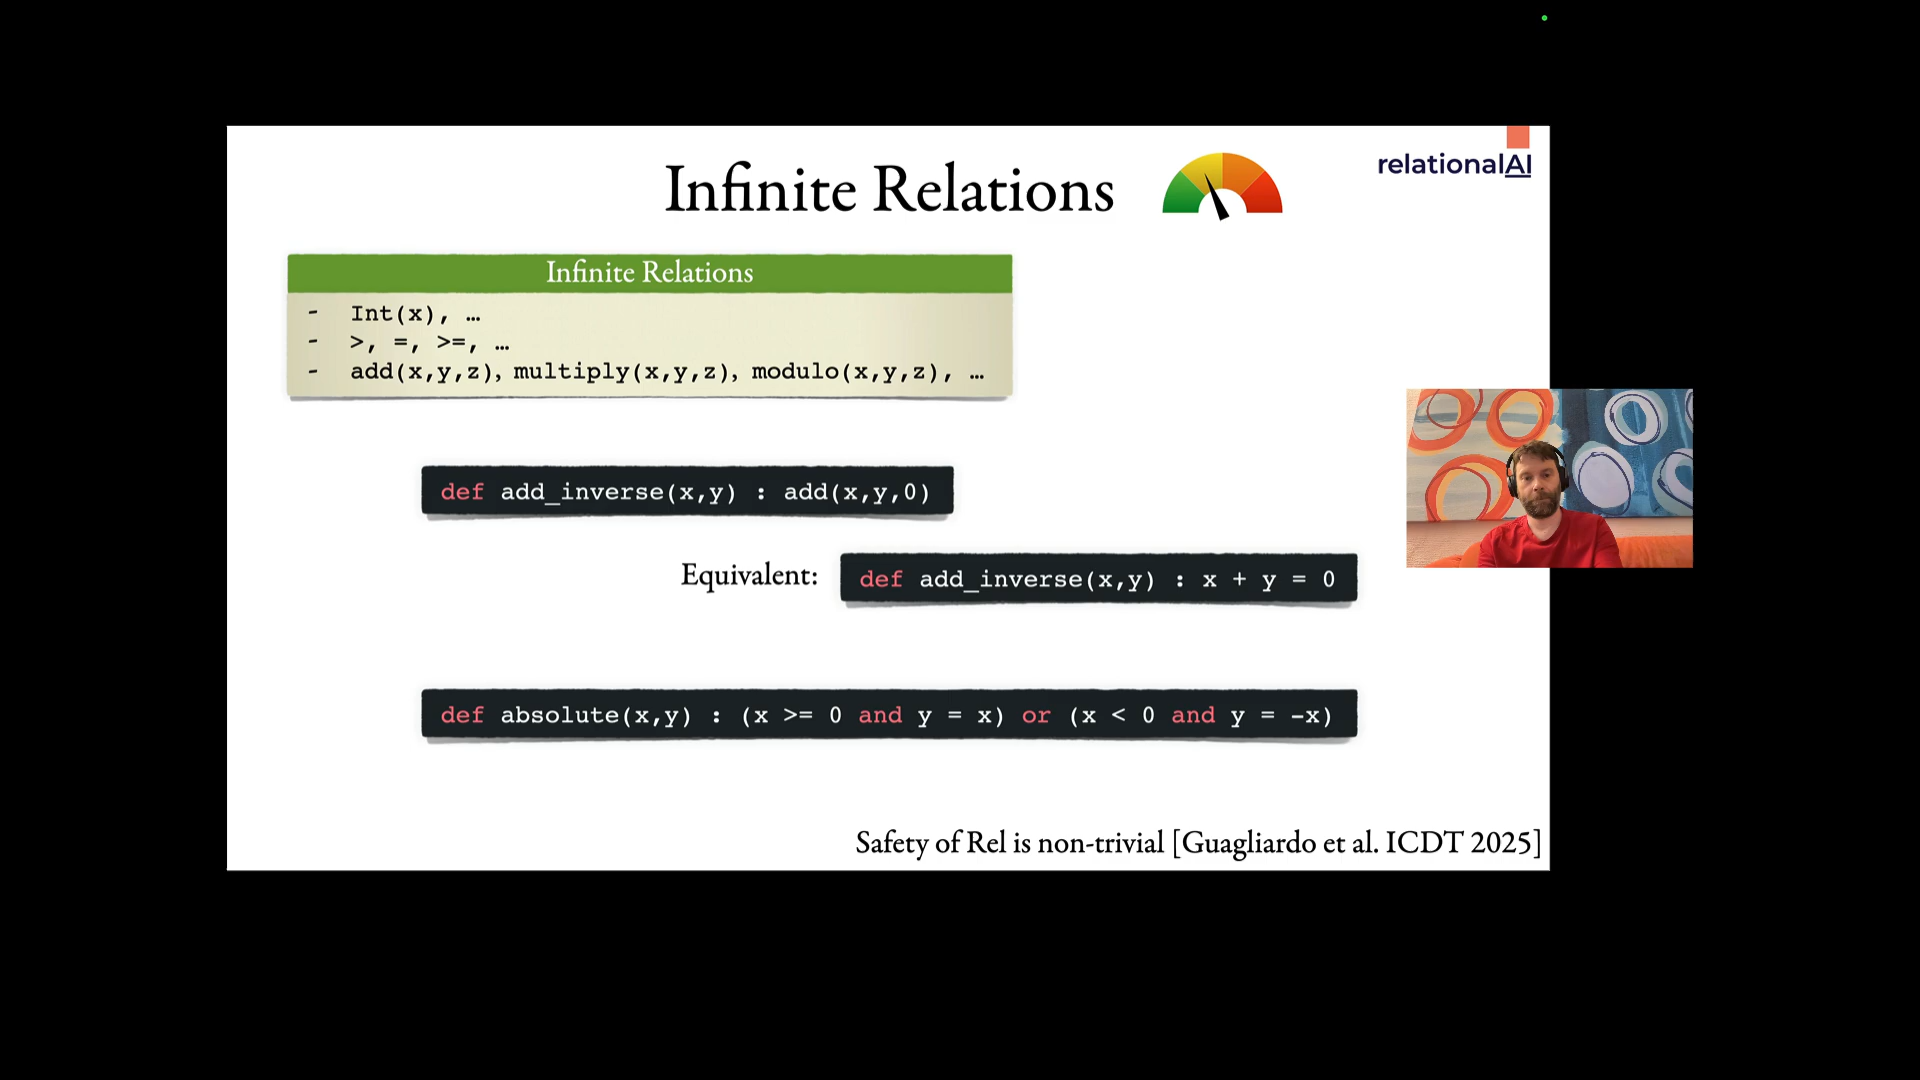 Infinite Relations
relationalAI
Infinite Relations
- Int(x), …
- >, =, >=, …
- add(x,y,z), multiply(x,y,z), modulo(x,y,z), …
def add_inverse(x,y) : add(x,y,0)
Equivalent: def add_inverse(x,y) : x + y = 0
def absolute(x,y) : (x >= 0 and y = x) or (x < 0 and y = -x)
Safety of Rel is non-trivial [Guagliardo et al. ICDT 2025]